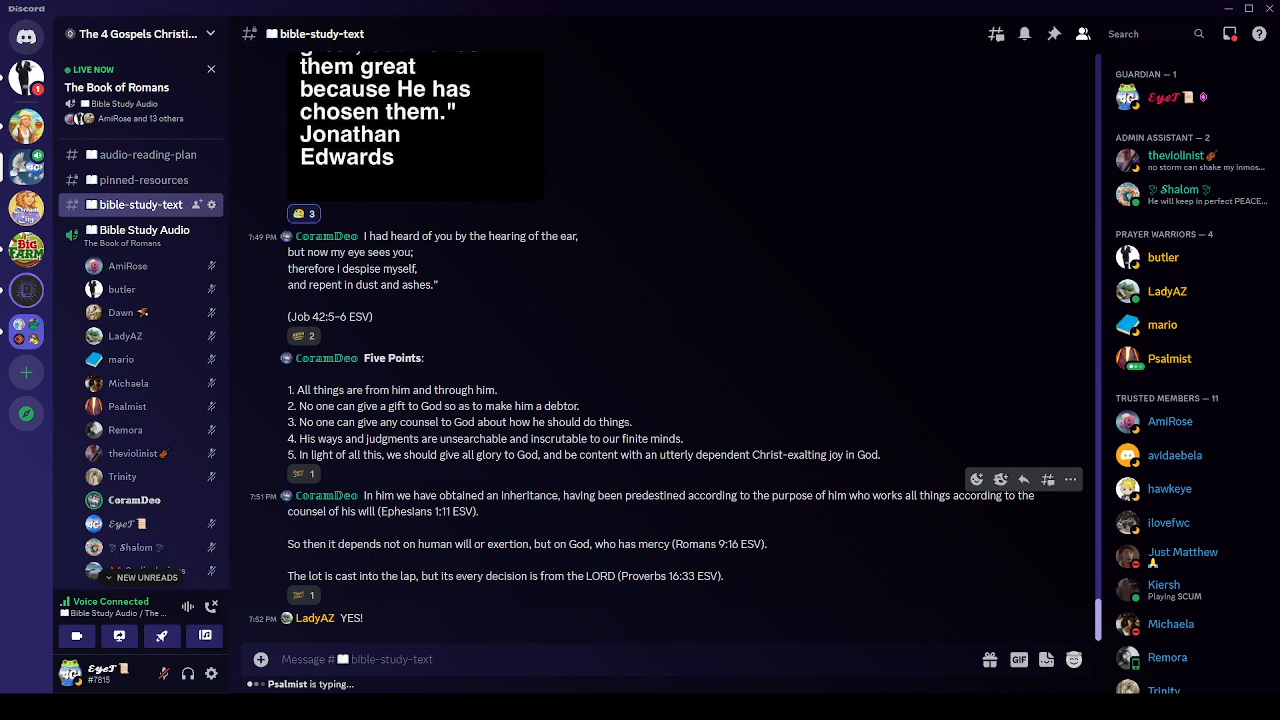 Discord
The 4 Gospels Christi...
bible-study-text
Search
LIVE NOW
The Book of Romans
Bible Study Audio
AmiRose and 13 others
audio-reading-plan
pinned-resources
bible-study-text
Bible Study Audio
The Book of Romans
AmiRose
butler
Dawn
LadyAZ
mario
Michaela
Psalmist
Remora
theviolinist
Trinity
ℂ𝕠𝕣𝕒𝕞𝔻𝕖𝕠
𝓔𝔂𝓮𝓣
𝓢halom
NEW UNREADS
Voice Connected
Bible Study Audio / The ...
𝓔𝔂𝓮𝓣
#7815
1
them great
because He has
chosen them."
Jonathan
Edwards
3
7:49 PM ℂ𝕠𝕣𝕒𝕞𝔻𝕖𝕠 I had heard of you by the hearing of the ear,
but now my eye sees you;
therefore I despise myself,
and repent in dust and ashes.”
(Job 42:5–6 ESV)
2
ℂ𝕠𝕣𝕒𝕞𝔻𝕖𝕠 Five Points:
1. All things are from him and through him.
2. No one can give a gift to God so as to make him a debtor.
3. No one can give any counsel to God about how he should do things.
4. His ways and judgments are unsearchable and inscrutable to our finite minds.
5. In light of all this, we should give all glory to God, and be content with an utterly dependent Christ-exalting joy in God.
1
7:51 PM ℂ𝕠𝕣𝕒𝕞𝔻𝕖𝕠 In him we have obtained an inheritance, having been predestined according to the purpose of him who works all things according to the
counsel of his will (Ephesians 1:11 ESV).
So then it depends not on human will or exertion, but on God, who has mercy (Romans 9:16 ESV).
The lot is cast into the lap, but its every decision is from the LORD (Proverbs 16:33 ESV).
1
7:52 PM LadyAZ YES!
Message #bible-study-text
GIF
Psalmist is typing...
GUARDIAN — 1
𝓔𝔂𝓮𝓣
ADMIN ASSISTANT — 2
theviolinist
no storm can shake my inmos...
𝓢halom
He will keep in perfect PEACE...
PRAYER WARRIORS — 4
butler
LadyAZ
mario
Psalmist
TRUSTED MEMBERS — 11
AmiRose
avidaebela
hawkeye
ilovefwc
Just Matthew
Kiersh
Playing SCUM
Michaela
Remora
Trinity